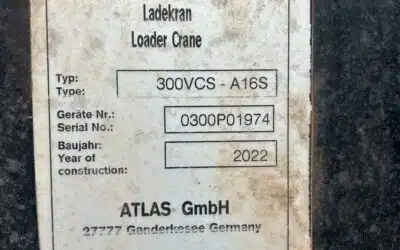 Ladekran
Loader Crane
Typ: 300VCS - A16S
Type:
Geräte Nr.: 0300P01974
Serial No.:
Baujahr: 2022
Year of
construction:
ATLAS GmbH
27777 Ganderkesee Germany